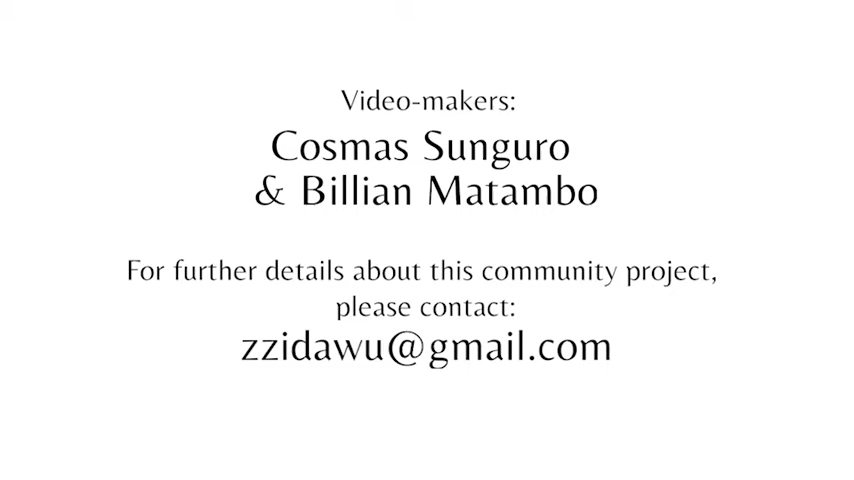 Video-makers:
Cosmas Sunguro
& Billian Matambo
For further details about this community project,
please contact:
zzidawu@gmail.com